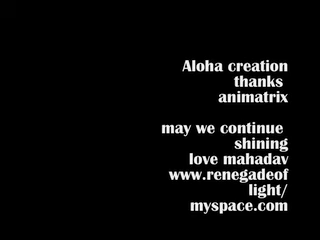 Aloha creation
thanks
animatrix
may we continue
shining
love mahadav
www.renegadeof
light/
myspace.com